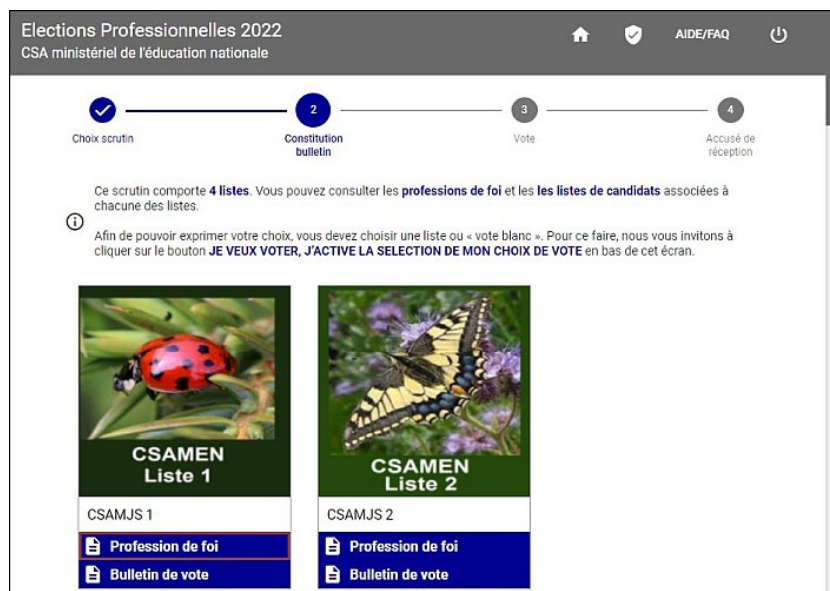 Elections Professionnelles 2022
CSA ministériel de l'éducation nationale
AIDE/FAQ
2
3
4
Choix scrutin
Constitution
bulletin
Vote
Accusé de
réception
Ce scrutin comporte 4 listes. Vous pouvez consulter les professions de foi et les les listes de candidats associées à
chacune des listes.
Afin de pouvoir exprimer votre choix, vous devez choisir une liste ou « vote blanc ». Pour ce faire, nous vous invitons à
cliquer sur le bouton JE VEUX VOTER, J'ACTIVE LA SELECTION DE MON CHOIX DE VOTE en bas de cet écran.
CSAMEN
Liste 1
CSAMJS 1
Profession de foi
Bulletin de vote
CSAMEN
Liste 2
CSAMJS 2
Profession de foi
Bulletin de vote